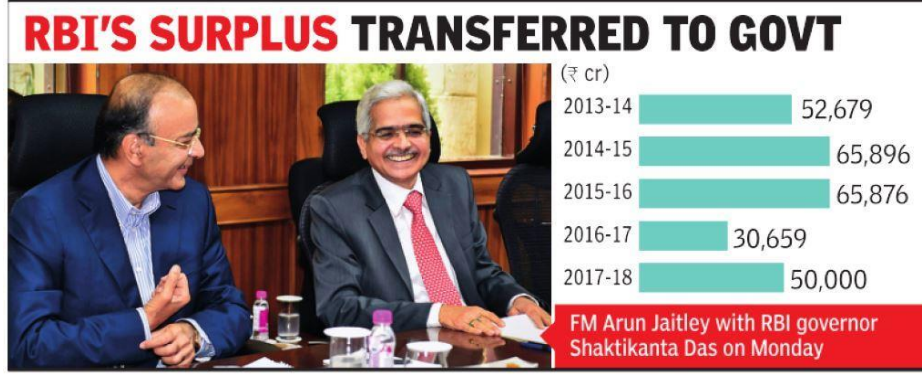 RBI'S SURPLUS TRANSFERRED TO GOVT
(₹ cr)
2013-14 52,679
2014-15 65,896
2015-16 65,876
2016-17 30,659
2017-18 50,000
FM Arun Jaitley with RBI governor
Shaktikanta Das on Monday